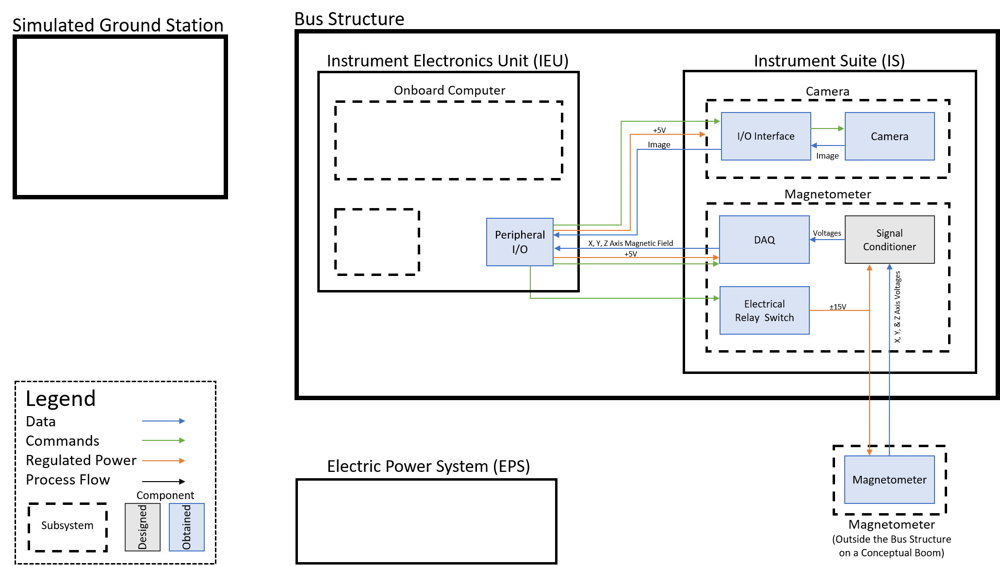 Simulated Ground Station
Bus Structure
Instrument Electronics Unit (IEU)
Onboard Computer
Peripheral
I/O
Instrument Suite (IS)
Camera
I/O Interface
Camera
Image
+5V
Image
Magnetometer
DAQ
Voltages
Signal
Conditioner
X, Y, Z Axis Magnetic Field
+5V
Electrical
Relay Switch
±15V
X, Y, & Z Axis Voltages
Legend
Data
Commands
Regulated Power
Process Flow
Component
Subsystem
Designed
Obtained
Electric Power System (EPS)
Magnetometer
Magnetometer
(Outside the Bus Structure
on a Conceptual Boom)